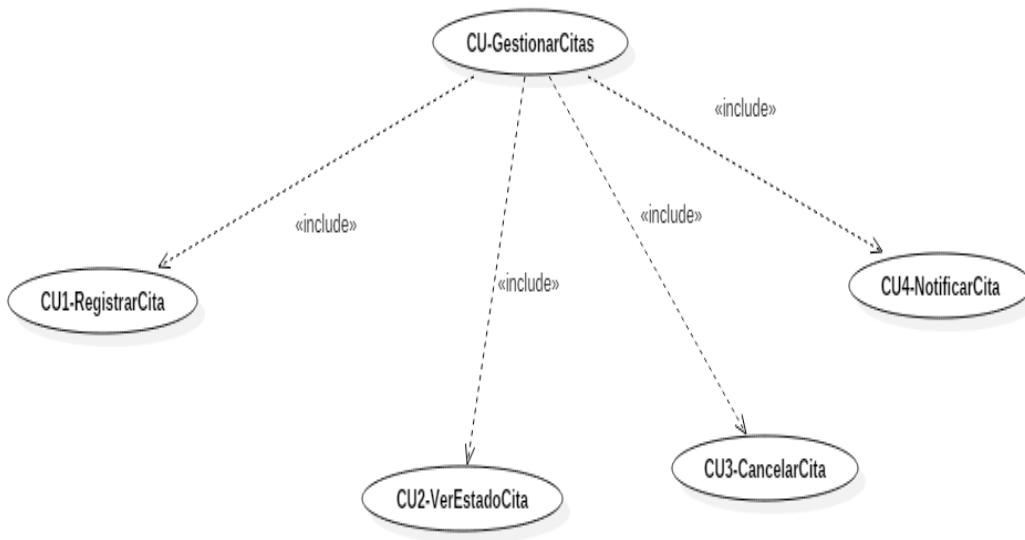 CU-GestionarCitas
«include»
«include»
«include»
«include»
CU1-RegistrarCita
CU4-NotificarCita
CU3-CancelarCita
CU2-VerEstadoCita